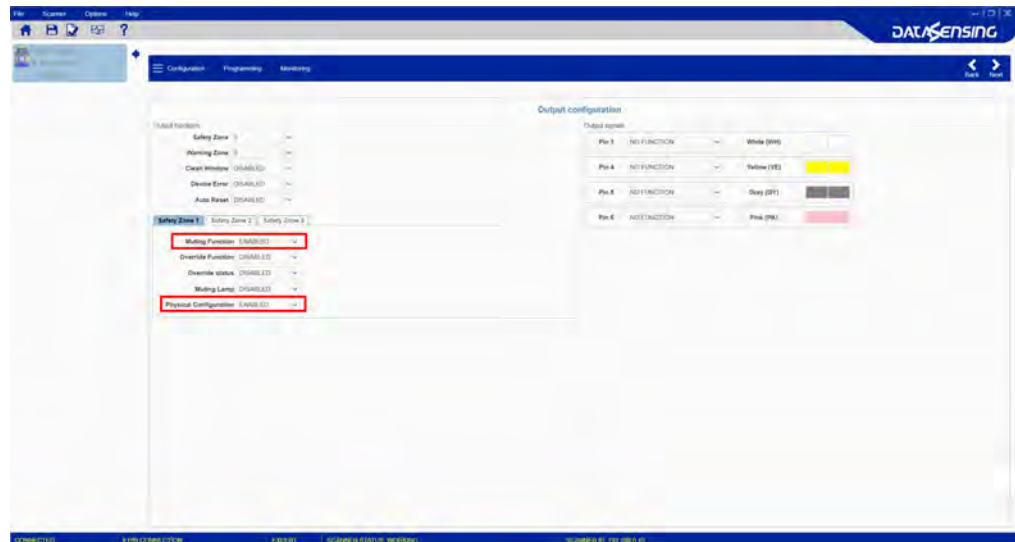 File Scanner Options Help
?
DATASENSING
Configuration Programming Monitoring
Back Next
Output configuration
Output functions
Output signals
Safety Zone
Warning Zone
Clean Window DISABLED
Device Error DISABLED
Auto Reset DISABLED
Safety Zone 1 Safety Zone 2 Safety Zone 3
Muting Function ENABLED
Override Function DISABLED
Override status DISABLED
Muting Lamp DISABLED
Physical Configuration ENABLED
NO FUNCTION White (WH)
Pin 4 NO FUNCTION Yellow (YE)
NO FUNCTION Grey (GY)
Pin 6 NO FUNCTION Pink (PK)
CONNECTED 8 PIN CONNECTION EXPERT SCANNER STATUS: WORKING